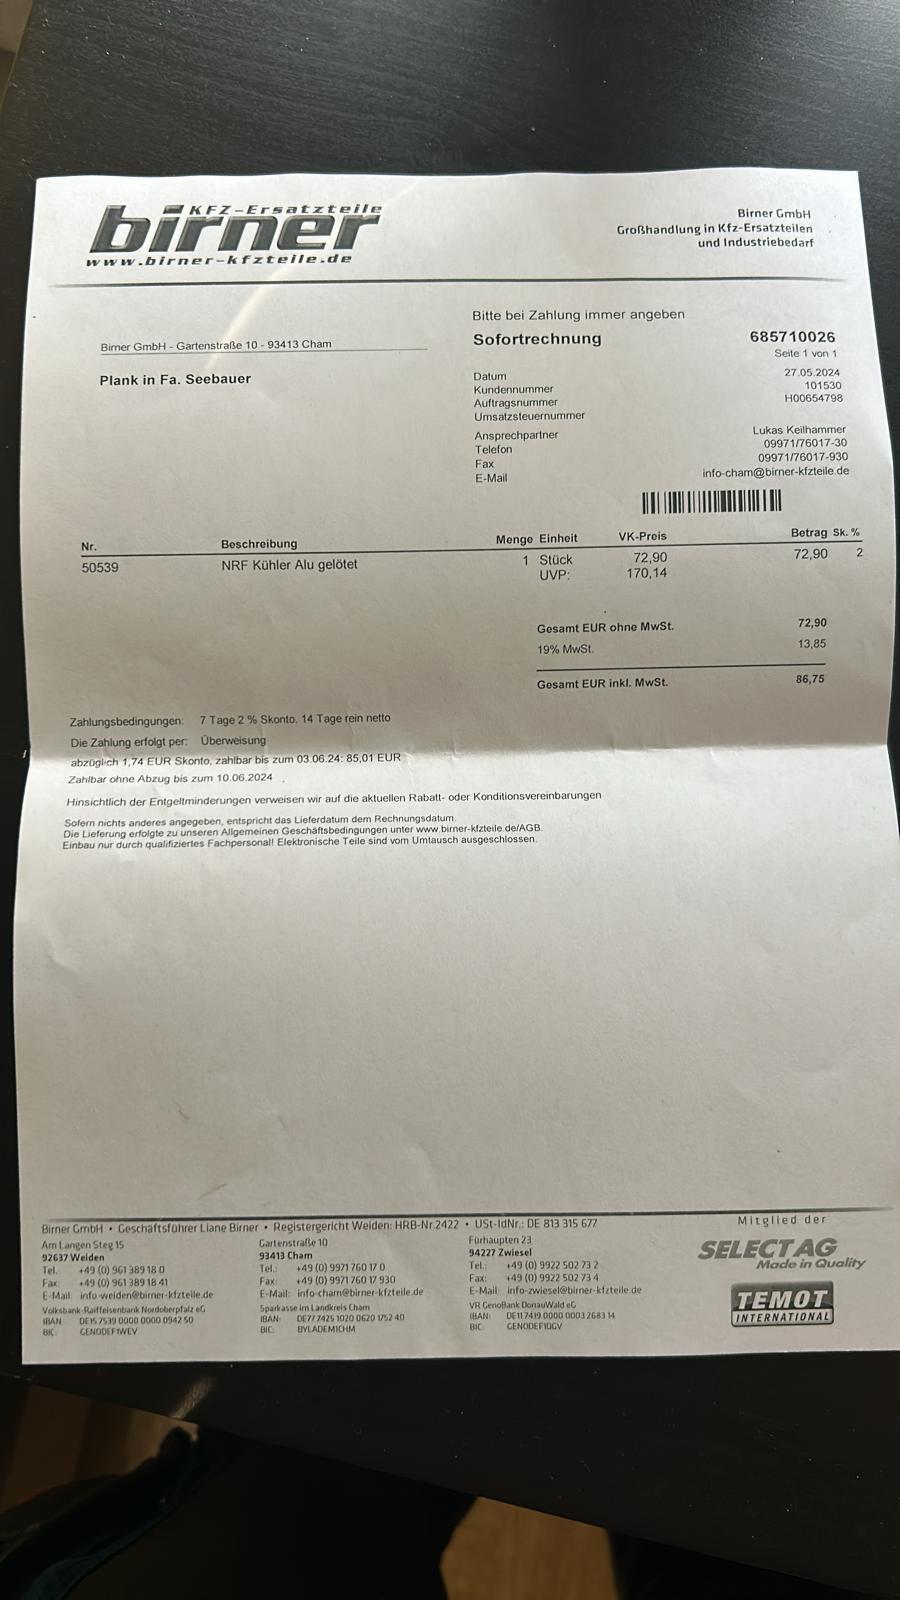 KFZ-Ersatzteile
birner
www.birner-kfzteile.de
Birner GmbH
Großhandlung in Kfz-Ersatzteilen
und Industriebedarf
Bitte bei Zahlung immer angeben
Sofortrechnung 685710026
Seite 1 von 1
Birner GmbH - Gartenstraße 10 - 93413 Cham
Plank in Fa. Seebauer
Datum 27.05.2024
Kundennummer 101530
Auftragsnummer H00654798
Umsatzsteuernummer
Ansprechpartner Lukas Keilhammer
Telefon 09971/76017-30
Fax 09971/76017-930
E-Mail info-cham@birner-kfzteile.de
Nr. Beschreibung Menge Einheit VK-Preis Betrag Sk. %
50539 NRF Kühler Alu gelötet 1 Stück 72,90 72,90 2
UVP: 170,14
Gesamt EUR ohne MwSt. 72,90
19% MwSt. 13,85
Gesamt EUR inkl. MwSt. 86,75
Zahlungsbedingungen: 7 Tage 2 % Skonto. 14 Tage rein netto
Die Zahlung erfolgt per: Überweisung
abzüglich 1,74 EUR Skonto, zahlbar bis zum 03.06.24: 85,01 EUR
Zahlbar ohne Abzug bis zum 10.06.2024
Hinsichtlich der Entgeltminderungen verweisen wir auf die aktuellen Rabatt- oder Konditionsvereinbarungen
Sofern nichts anderes angegeben, entspricht das Lieferdatum dem Rechnungsdatum.
Die Lieferung erfolgte zu unseren Allgemeinen Geschäftsbedingungen unter www.birner-kfzteile.de/AGB.
Einbau nur durch qualifiziertes Fachpersonal! Elektronische Teile sind vom Umtausch ausgeschlossen.
Birner GmbH • Geschäftsführer Liane Birner • Registergericht Weiden: HRB-Nr.2422 • USt-IdNr.: DE 813 315 677
Am Langen Steg 15
92637 Weiden
Tel. +49 (0) 961 389 18 0
Fax: +49 (0) 961 389 18 41
E-Mail: info-weiden@birner-kfzteile.de
Volksbank-Raiffeisenbank Nordoberpfalz eG
IBAN DE15 7539 0000 0000 0942 50
BIC: GENODEF1WEV
Gartenstraße 10
93413 Cham
Tel.: +49 (0) 9971 760 17 0
Fax: +49 (0) 9971 760 17 930
E-Mail: info-cham@birner-kfzteile.de
Sparkasse im Landkreis Cham
IBAN: DE77 7425 1020 0620 1752 40
BIC: BYLADEM1CHM
Fürhaupten 23
94227 Zwiesel
Tel.: +49 (0) 9922 502 73 2
Fax: +49 (0) 9922 502 73 4
E-Mail: info-zwiesel@birner-kfzteile.de
VR GenoBank DonauWald eG
IBAN: DE11 7419 0000 0003 2683 14
BIC: GENODEF1DGV
Mitglied der
SELECT AG
Made in Quality
TEMOT
INTERNATIONAL